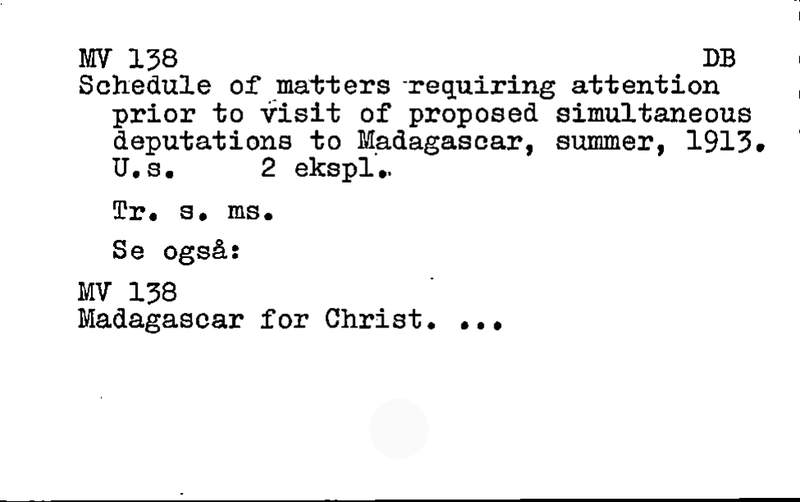 MV 138 DB
Schedule of matters requiring attention
prior to visit of proposed simultaneous
deputations to Madagascar, summer, 1913.
U.s. 2 ekspl.
Tr. s. ms.
Se også:
MV 138
Madagascar for Christ. ...